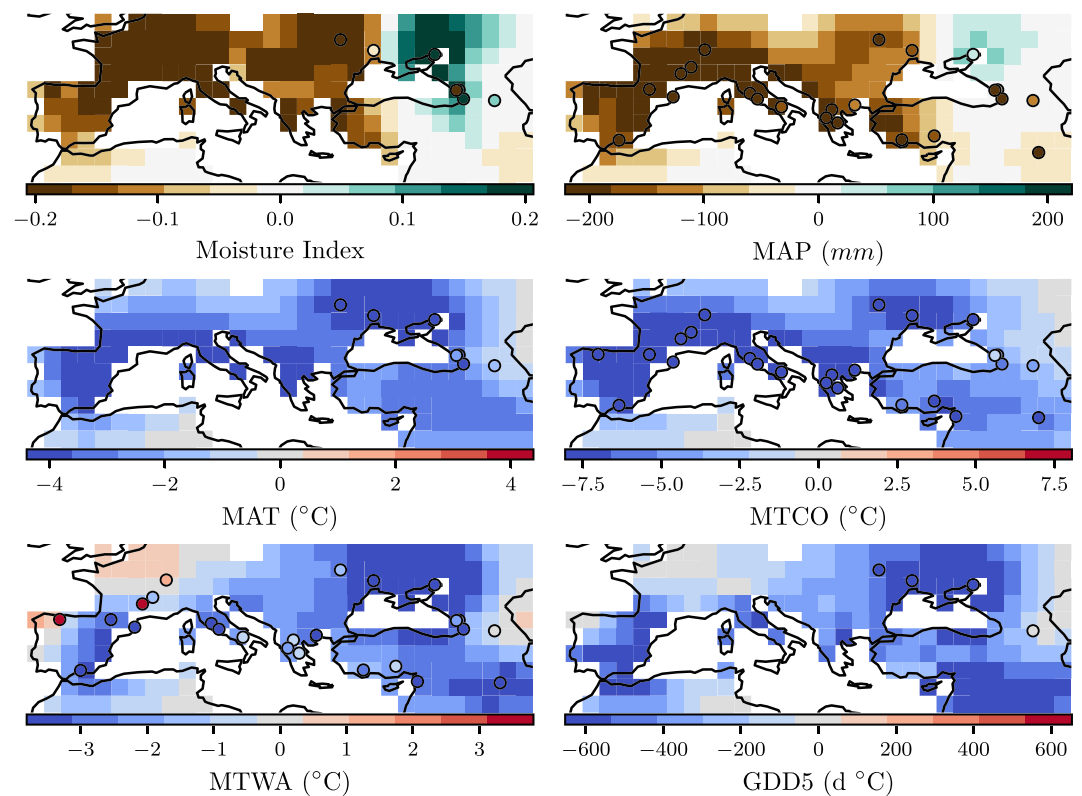 −0.2 −0.1 0.0 0.1 0.2
Moisture Index
−200 −100 0 100 200
MAP (mm)
−4 −2 0 2 4
MAT (°C)
−7.5 −5.0 −2.5 0.0 2.5 5.0 7.5
MTCO (°C)
−3 −2 −1 0 1 2 3
MTWA (°C)
−600 −400 −200 0 200 400 600
GDD5 (d °C)